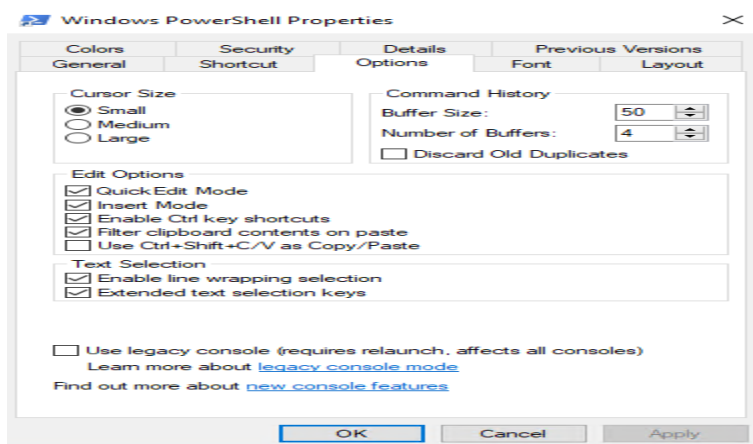 Windows PowerShell Properties
Colors Security Details Previous Versions
General Shortcut Options Font Layout
Cursor Size
Small
Medium
Large
Command History
Buffer Size: 50
Number of Buffers: 4
Discard Old Duplicates
Edit Options
QuickEdit Mode
Insert Mode
Enable Ctrl key shortcuts
Filter clipboard contents on paste
Use Ctrl+Shift+C/V as Copy/Paste
Text Selection
Enable line wrapping selection
Extended text selection keys
Use legacy console (requires relaunch, affects all consoles)
Learn more about legacy console mode
Find out more about new console features
OK Cancel Apply